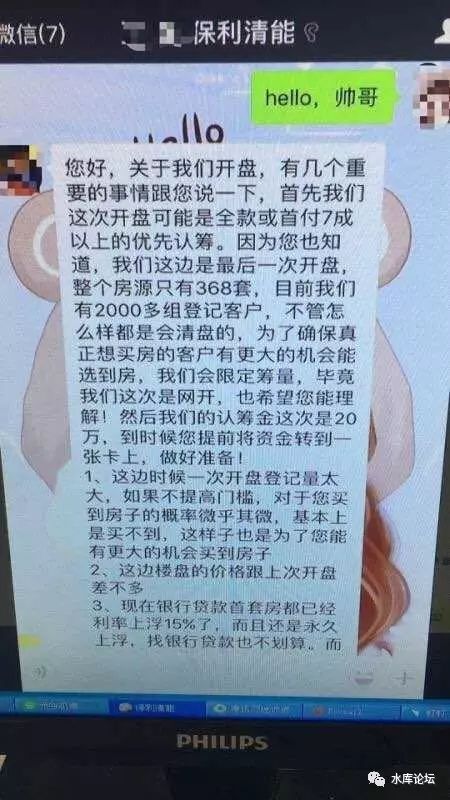 微信(7)
保利清能
hello，帅哥
Hello
您好，关于我们开盘，有几个重
要的事情跟您说一下，首先我们
这次开盘可能是全款或首付7成
以上的优先认筹。因为您也知
道，我们这边是最后一次开盘，
整个房源只有368套，目前我们
有2000多组登记客户，不管怎
么样都是会清盘的，为了确保真
正想买房的客户有更大的机会能
选到房，我们会限定筹量，毕竟
我们这次是网开，也希望您能理
解！然后我们的认筹金这次是20
万，到时候您提前将资金转到一
张卡上，做好准备！
1、这边时候一次开盘登记量太
大，如果不提高门槛，对于您买
到房子的概率微乎其微，基本上
是买不到，这样子也是为了您能
有更大的机会买到房子
2、这边楼盘的价格跟上次开盘
差不多
3、现在银行贷款首套房都已经
利率上浮15%了，而且还是永久
上浮，找银行贷款也不划算。而
保利清能
PHILIPS
水库论坛